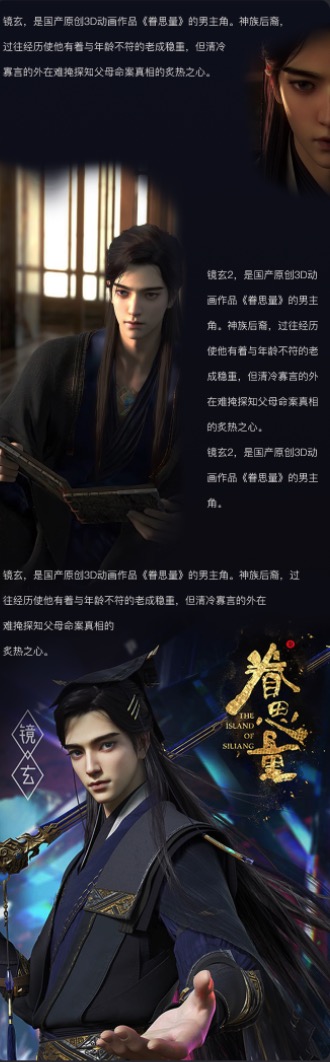 镜玄，是国产原创3D动画作品《眷思量》的男主角。神族后裔，
过往经历使他有着与年龄不符的老成稳重，但清冷
寡言的外在难掩探知父母命案真相的炙热之心。
镜玄2，是国产原创3D动
画作品《眷思量》的男主
角。神族后裔，过往经历
使他有着与年龄不符的老
成稳重，但清冷寡言的外
在难掩探知父母命案真相
的炙热之心。
镜玄2，是国产原创3D动
画作品《眷思量》的男主
角。
镜玄，是国产原创3D动画作品《眷思量》的男主角。神族后裔，过
往经历使他有着与年龄不符的老成稳重，但清冷寡言的外在
难掩探知父母命案真相的
炙热之心。
眷思量
THE
ISLAND
OF
SILIANG
镜玄